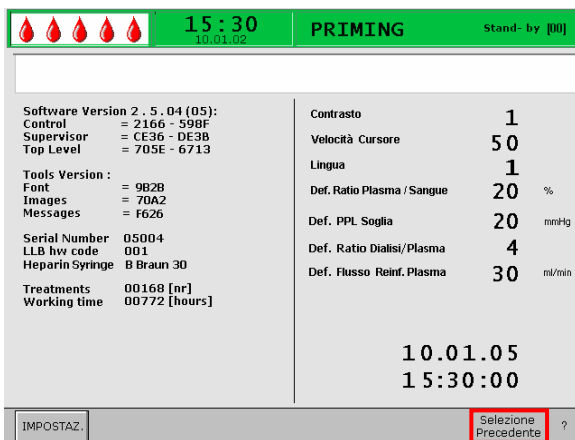 15:30
10.01.02
PRIMING
Stand- by [00]
Software Version 2 . 5 . 04 (05):
Control = 2166 - 598F
Supervisor = CE36 - DE3B
Top Level = 705E - 6713
Tools Version :
Font = 9B2B
Images = 70A2
Messages = F626
Serial Number 05004
LLB hw code 001
Heparin Syringe B Braun 30
Treatments 00168 [nr]
Working time 00772 [hours]
Contrasto 1
Velocità Cursore 50
Lingua 1
Def. Ratio Plasma / Sangue 20 %
Def. PPL Soglia 20 mmHg
Def. Ratio Dialisi/Plasma 4
Def. Flusso Reinf. Plasma 30 ml/min
10.01.05
15:30:00
IMPOSTAZ.
Selezione
Precedente
?